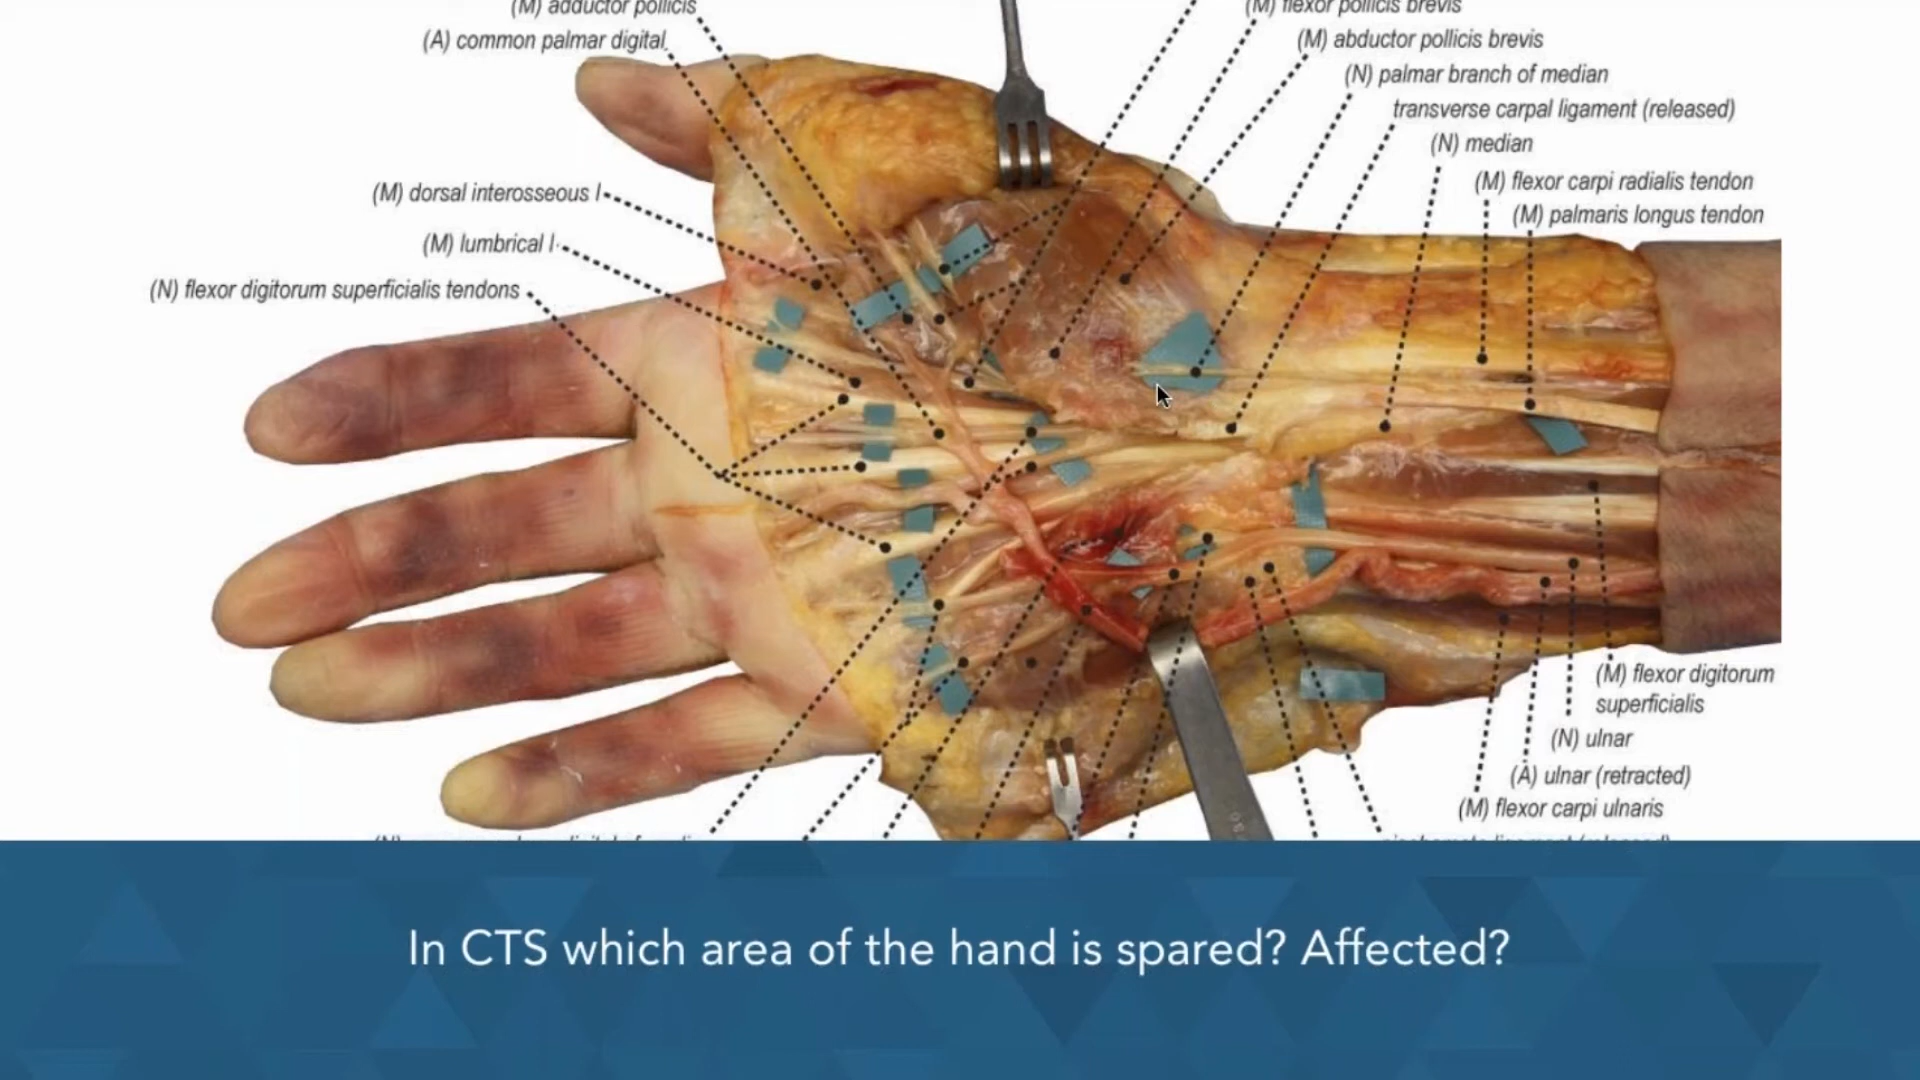 (M) adductor pollicis
(M) flexor pollicis brevis
(A) common palmar digital
(M) abductor pollicis brevis
(N) palmar branch of median
transverse carpal ligament (released)
(N) median
(M) dorsal interosseous I
(M) flexor carpi radialis tendon
(M) palmaris longus tendon
(M) lumbrical I
(N) flexor digitorum superficialis tendons
(M) flexor digitorum
superficialis
(N) ulnar
(A) ulnar (retracted)
(M) flexor carpi ulnaris
In CTS which area of the hand is spared? Affected?